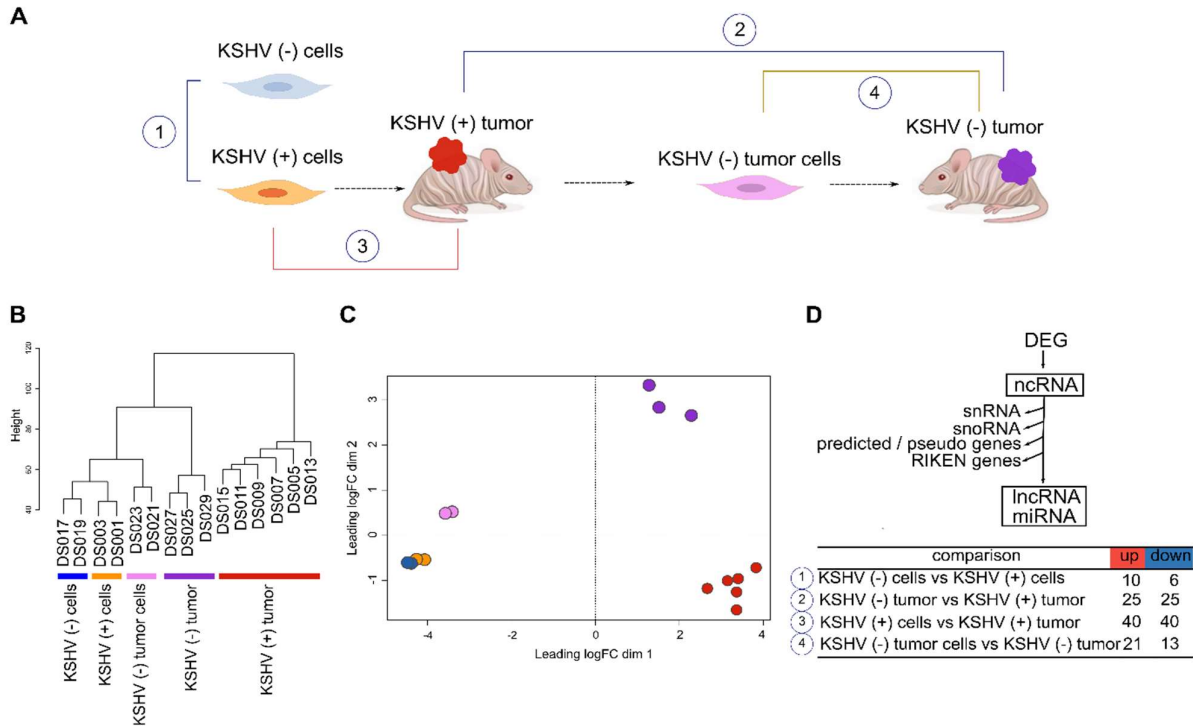 A
KSHV (-) cells
1
KSHV (+) cells
3
KSHV (+) tumor
2
KSHV (-) tumor cells
4
KSHV (-) tumor
B
Height
120
100
80
60
40
DS017
DS019
DS003
DS001
DS023
DS021
DS027
DS025
DS029
DS015
DS011
DS009
DS007
DS005
DS013
KSHV (-) cells
KSHV (+) cells
KSHV (-) tumor cells
KSHV (-) tumor
KSHV (+) tumor
C
Leading logFC dim 2
3
2
1
0
-1
-4
-2
0
2
4
Leading logFC dim 1
D
DEG
ncRNA
snRNA
snoRNA
predicted / pseudo genes
RIKEN genes
lncRNA
miRNA
comparison up down
1 KSHV (-) cells vs KSHV (+) cells 10 6
2 KSHV (-) tumor vs KSHV (+) tumor 25 25
3 KSHV (+) cells vs KSHV (+) tumor 40 40
4 KSHV (-) tumor cells vs KSHV (-) tumor 21 13